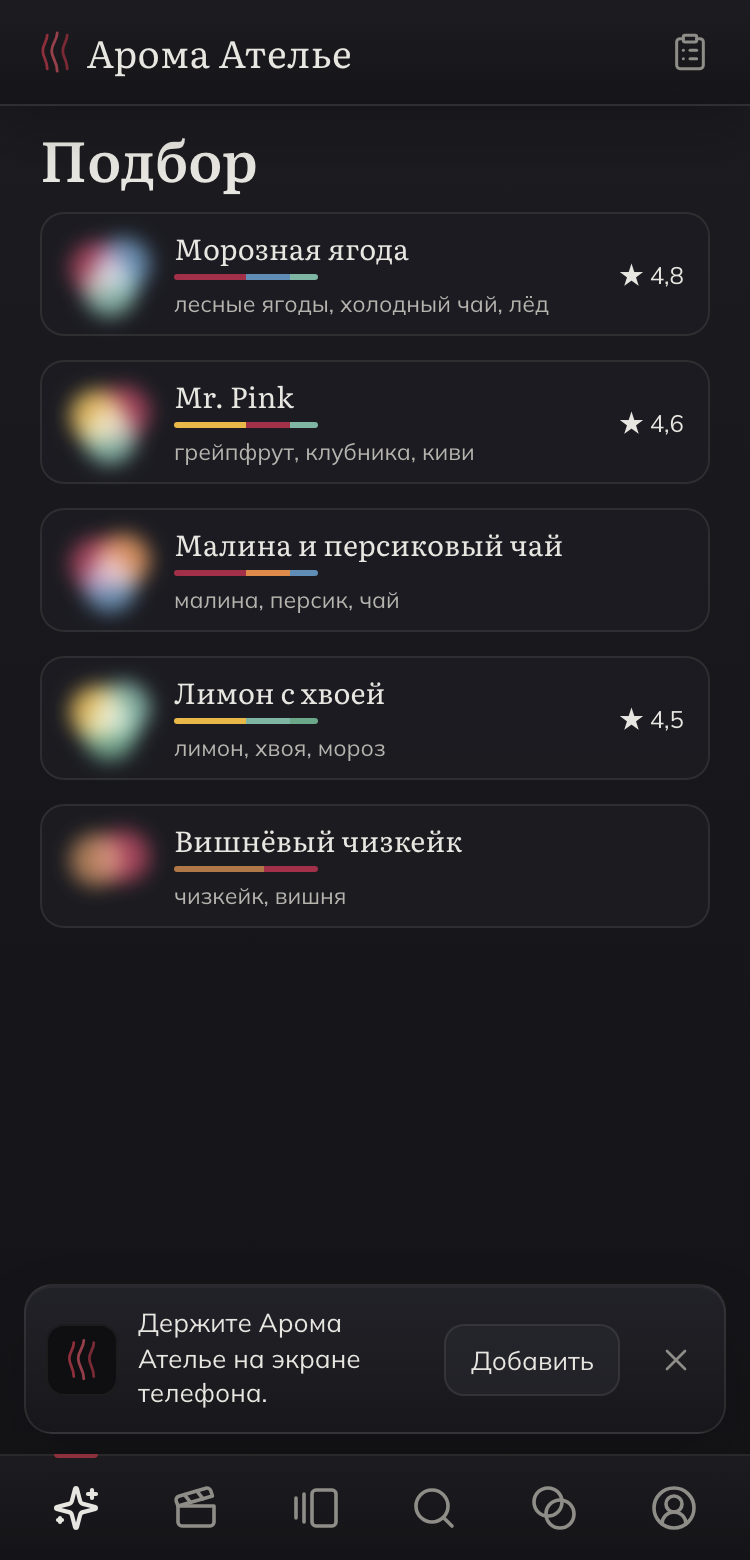 Арома Ателье
Подбор
Морозная ягода
лесные ягоды, холодный чай, лёд
★ 4,8
Mr. Pink
грейпфрут, клубника, киви
★ 4,6
Малина и персиковый чай
малина, персик, чай
Лимон с хвоей
лимон, хвоя, мороз
★ 4,5
Вишнёвый чизкейк
чизкейк, вишня
Держите Арома
Ателье на экране
телефона.
Добавить